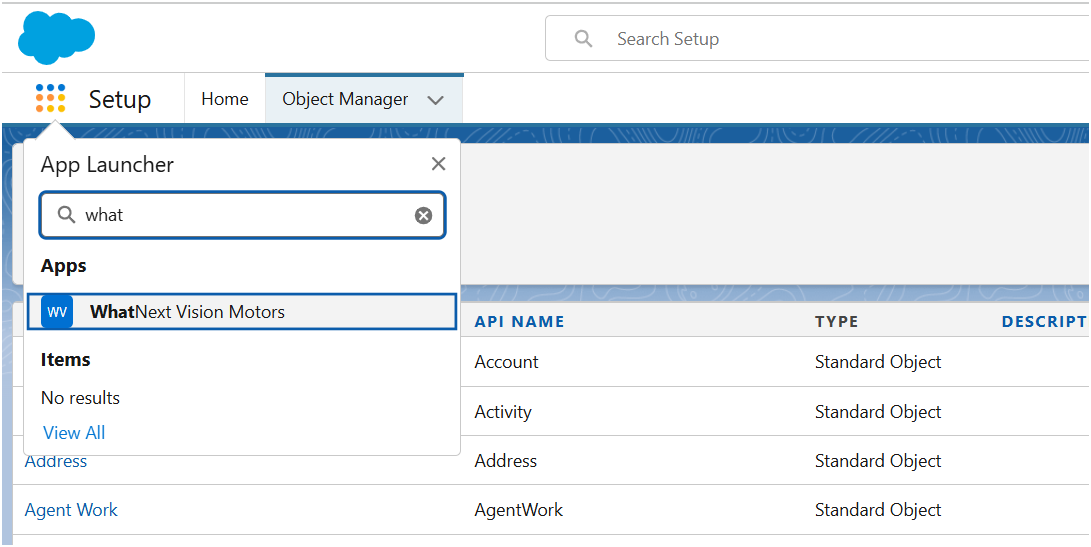 Search Setup
Setup Home Object Manager
App Launcher
what
Apps
WV WhatNext Vision Motors
Items
No results
View All
API NAME TYPE DESCRIPT
Account Standard Object
Activity Standard Object
Address Address Standard Object
Agent Work AgentWork Standard Object